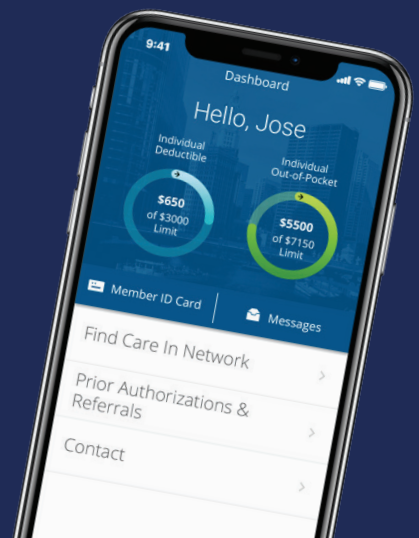 9:41
Dashboard
Hello, Jose
Individual
Deductible
$650
of $3000
Limit
Individual
Out-of-Pocket
$5500
of $7150
Limit
Member ID Card
Messages
Find Care In Network
Prior Authorizations &
Referrals
Contact